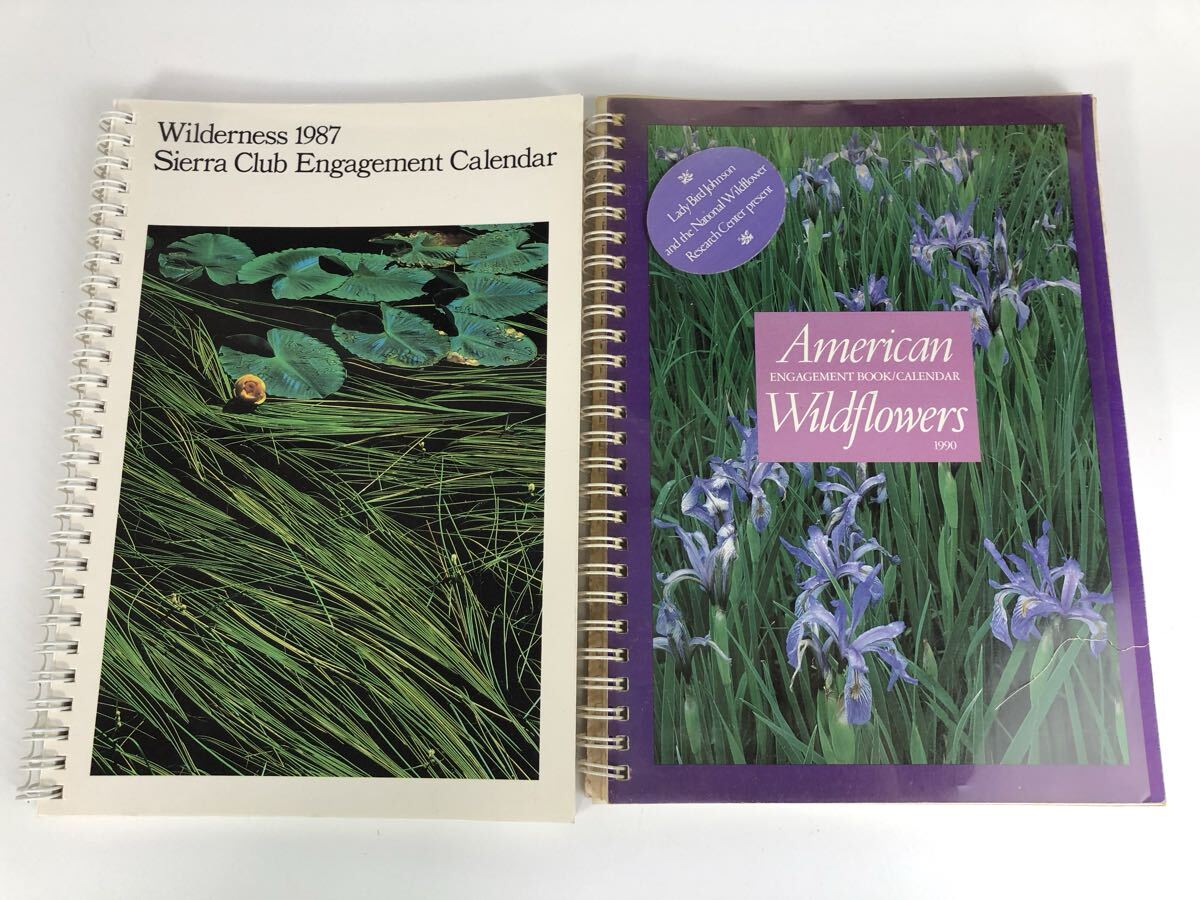 Wilderness 1987
Sierra Club Engagement Calendar
Lady Bird Johnson
and the National Wildflower
Research Center present
American
ENGAGEMENT BOOK/CALENDAR
Wildflowers
1990